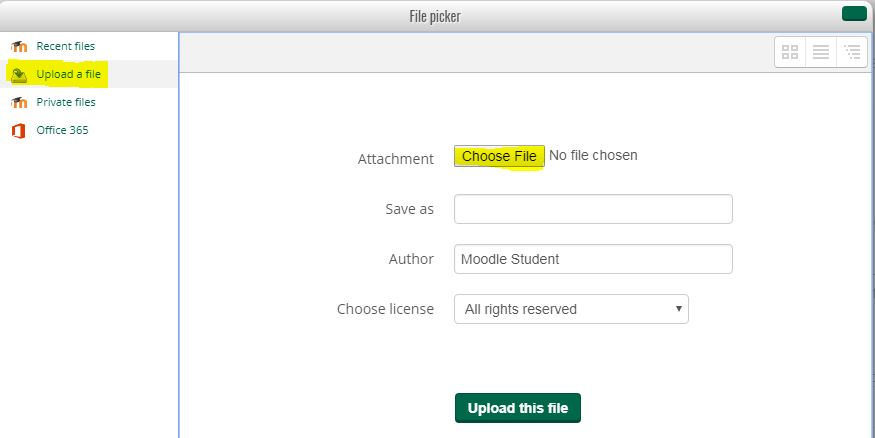 File picker
Recent files
Upload a file
Private files
Office 365
Attachment Choose File No file chosen
Save as
Author Moodle Student
Choose license All rights reserved
Upload this file